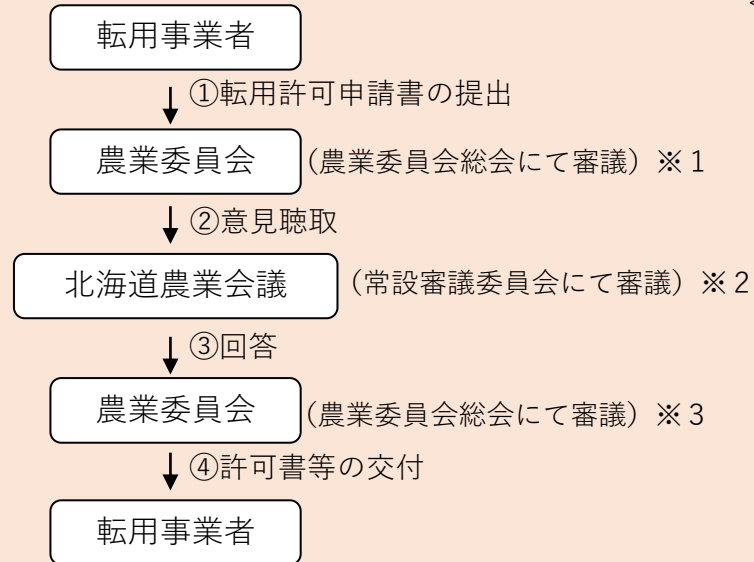 転用事業者
①転用許可申請書の提出
農業委員会 (農業委員会総会にて審議) ※1
②意見聴取
北海道農業会議 (常設審議委員会にて審議) ※2
③回答
農業委員会 (農業委員会総会にて審議) ※3
④許可書等の交付
転用事業者